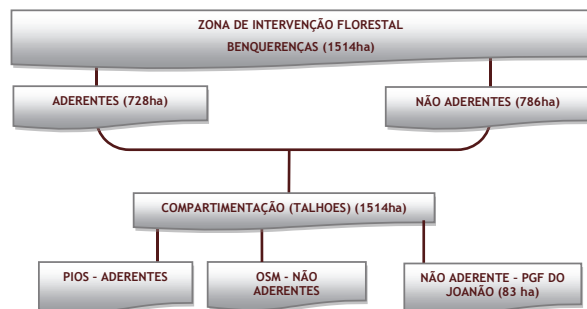 ZONA DE INTERVENÇÃO FLORESTAL
BENQUERENÇAS (1514ha)
ADERENTES (728ha)
NÃO ADERENTES (786ha)
COMPARTIMENTAÇÃO (TALHOES) (1514ha)
PIOS - ADERENTES
OSM - NÃO
ADERENTES
NÃO ADERENTE - PGF DO
JOANÃO (83 ha)